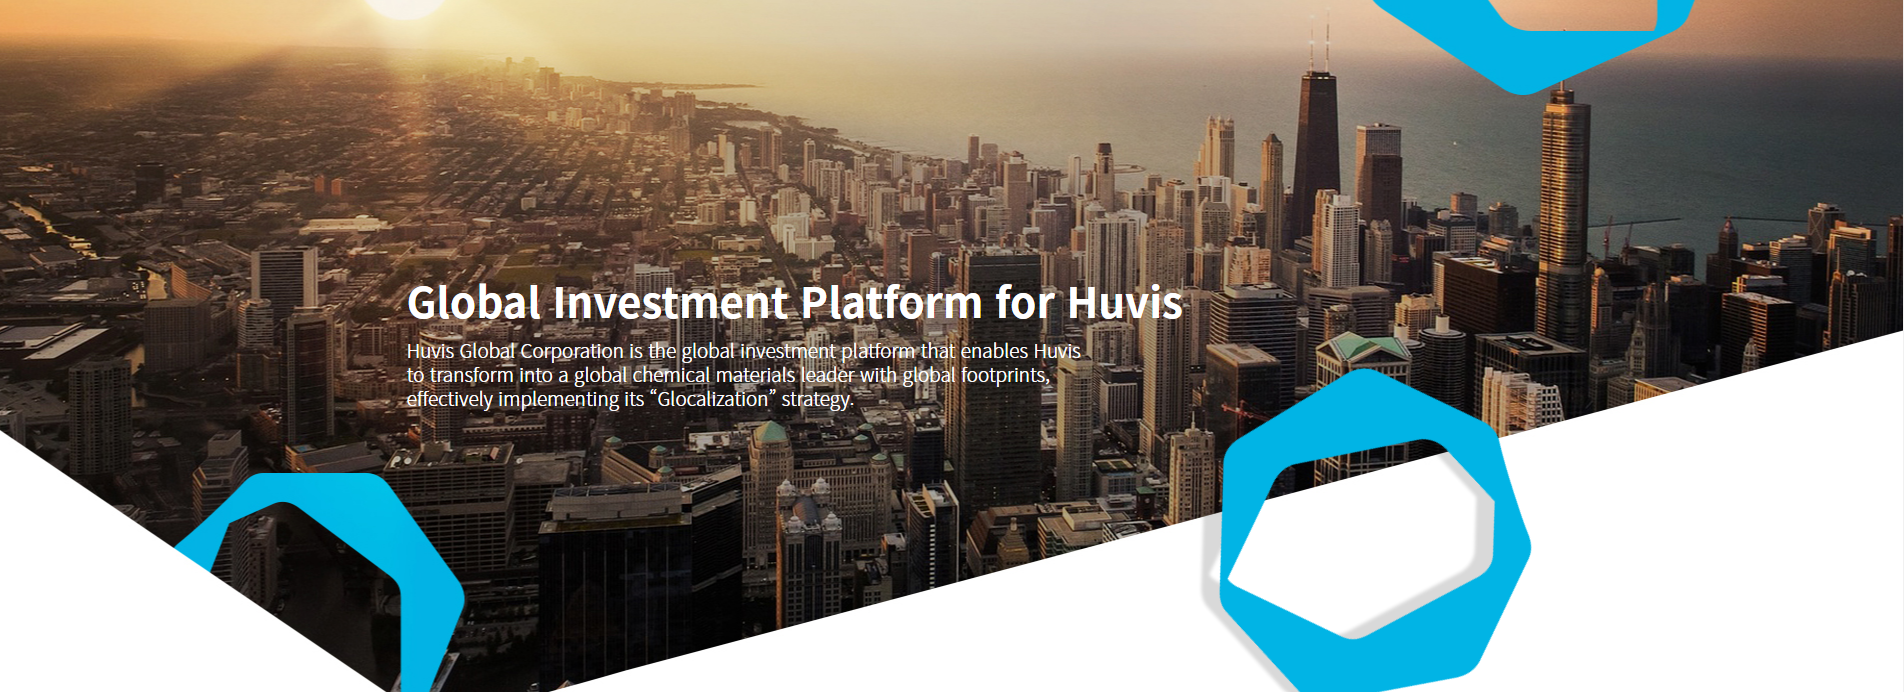 Global Investment Platform for Huvis
Huvis Global Corporation is the global investment platform that enables Huvis
to transform into a global chemical materials leader with global footprints,
effectively implementing its “Glocalization” strategy.